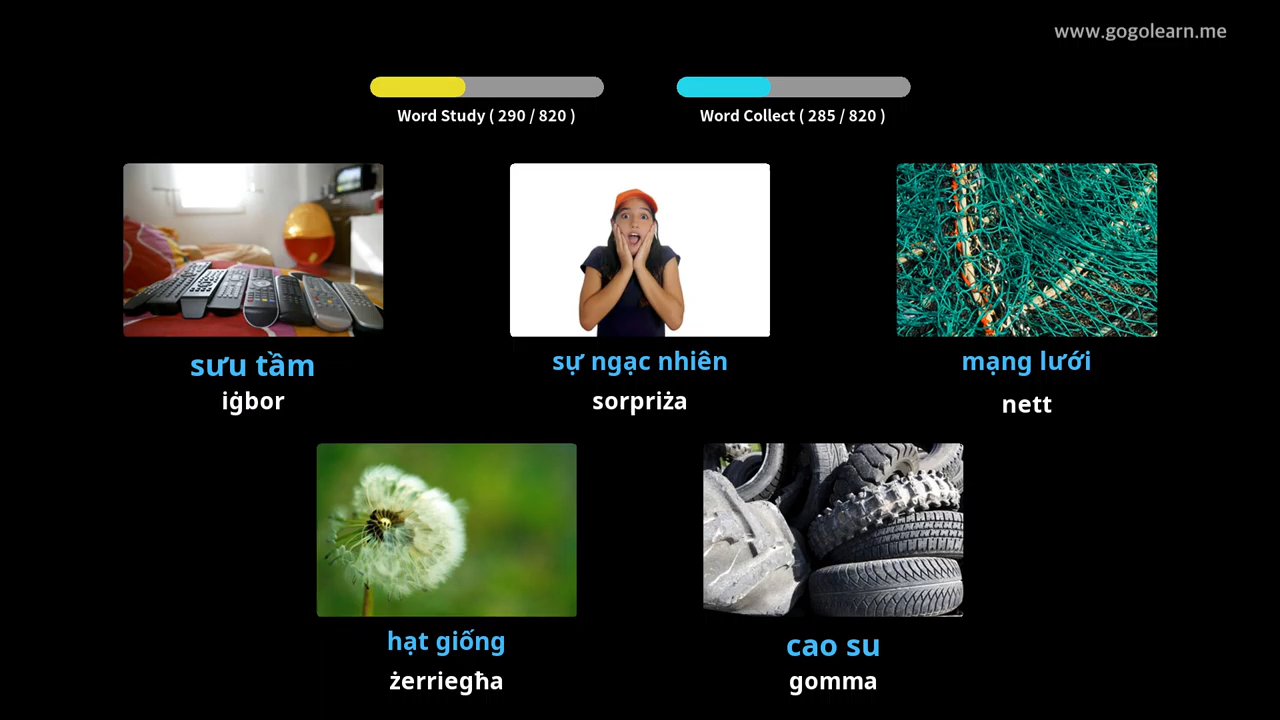 www.gogolearn.me
Word Study ( 290 / 820 )
Word Collect ( 285 / 820 )
sưu tầm
iġbor
sự ngạc nhiên
sorpriża
mạng lưới
nett
hạt giống
żerriegħa
cao su
gomma